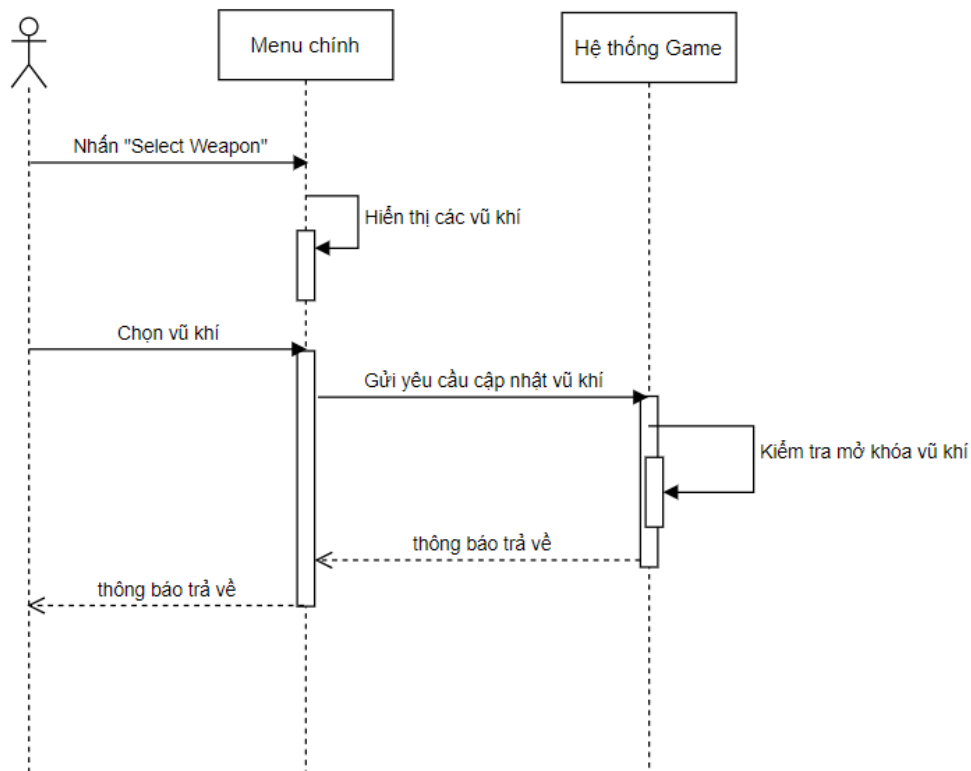 Menu chính
Hệ thống Game
Nhấn "Select Weapon"
Hiển thị các vũ khí
Chọn vũ khí
Gửi yêu cầu cập nhật vũ khí
Kiểm tra mở khóa vũ khí
thông báo trả về
thông báo trả về